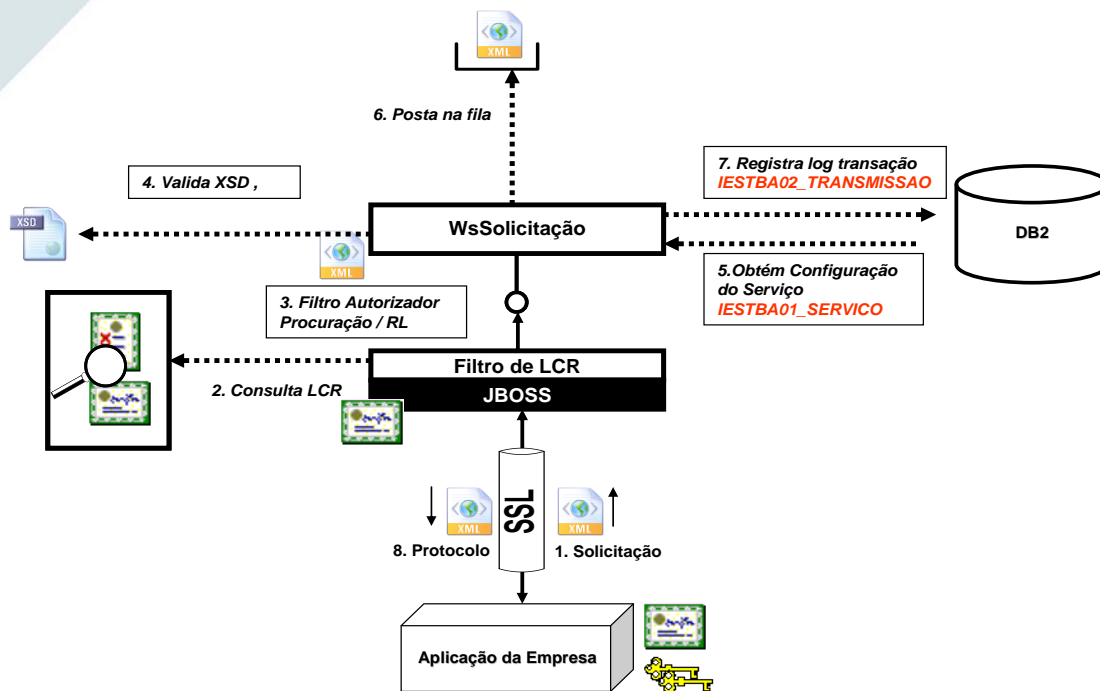 XML
6. Posta na fila
4. Valida XSD ,
7. Registra log transação
IESTBA02_TRANSMISSAO
XSD
WsSolicitação
DB2
XML
5.Obtém Configuração
do Serviço
IESTBA01_SERVICO
3. Filtro Autorizador
Procuração / RL
Filtro de LCR
2. Consulta LCR
JBOSS
SSL
XML
XML
8. Protocolo
1. Solicitação
Aplicação da Empresa